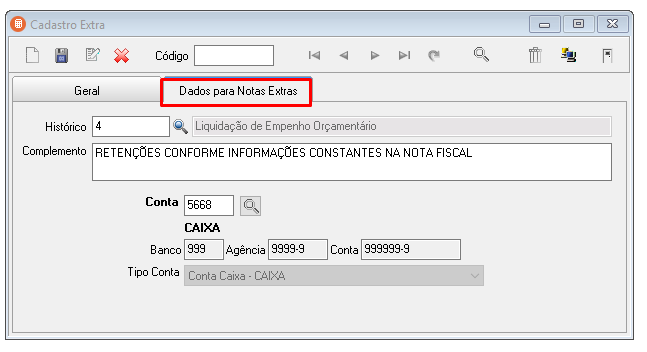 Cadastro Extra
Código
Geral Dados para Notas Extras
Histórico 4 Liquidação de Empenho Orçamentário
Complemento RETENÇÕES CONFORME INFORMAÇÕES CONSTANTES NA NOTA FISCAL
Conta 5668
CAIXA
Banco 999 Agência 9999-9 Conta 999999-9
Tipo Conta Conta Caixa - CAIXA